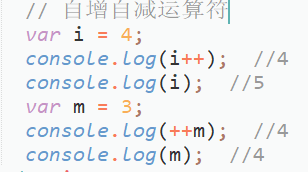 // 自增自减运算符
var i = 4;
console.log(i++);  //4
console.log(i);  //5
var m = 3;
console.log(++m);  //4
console.log(m);  //4